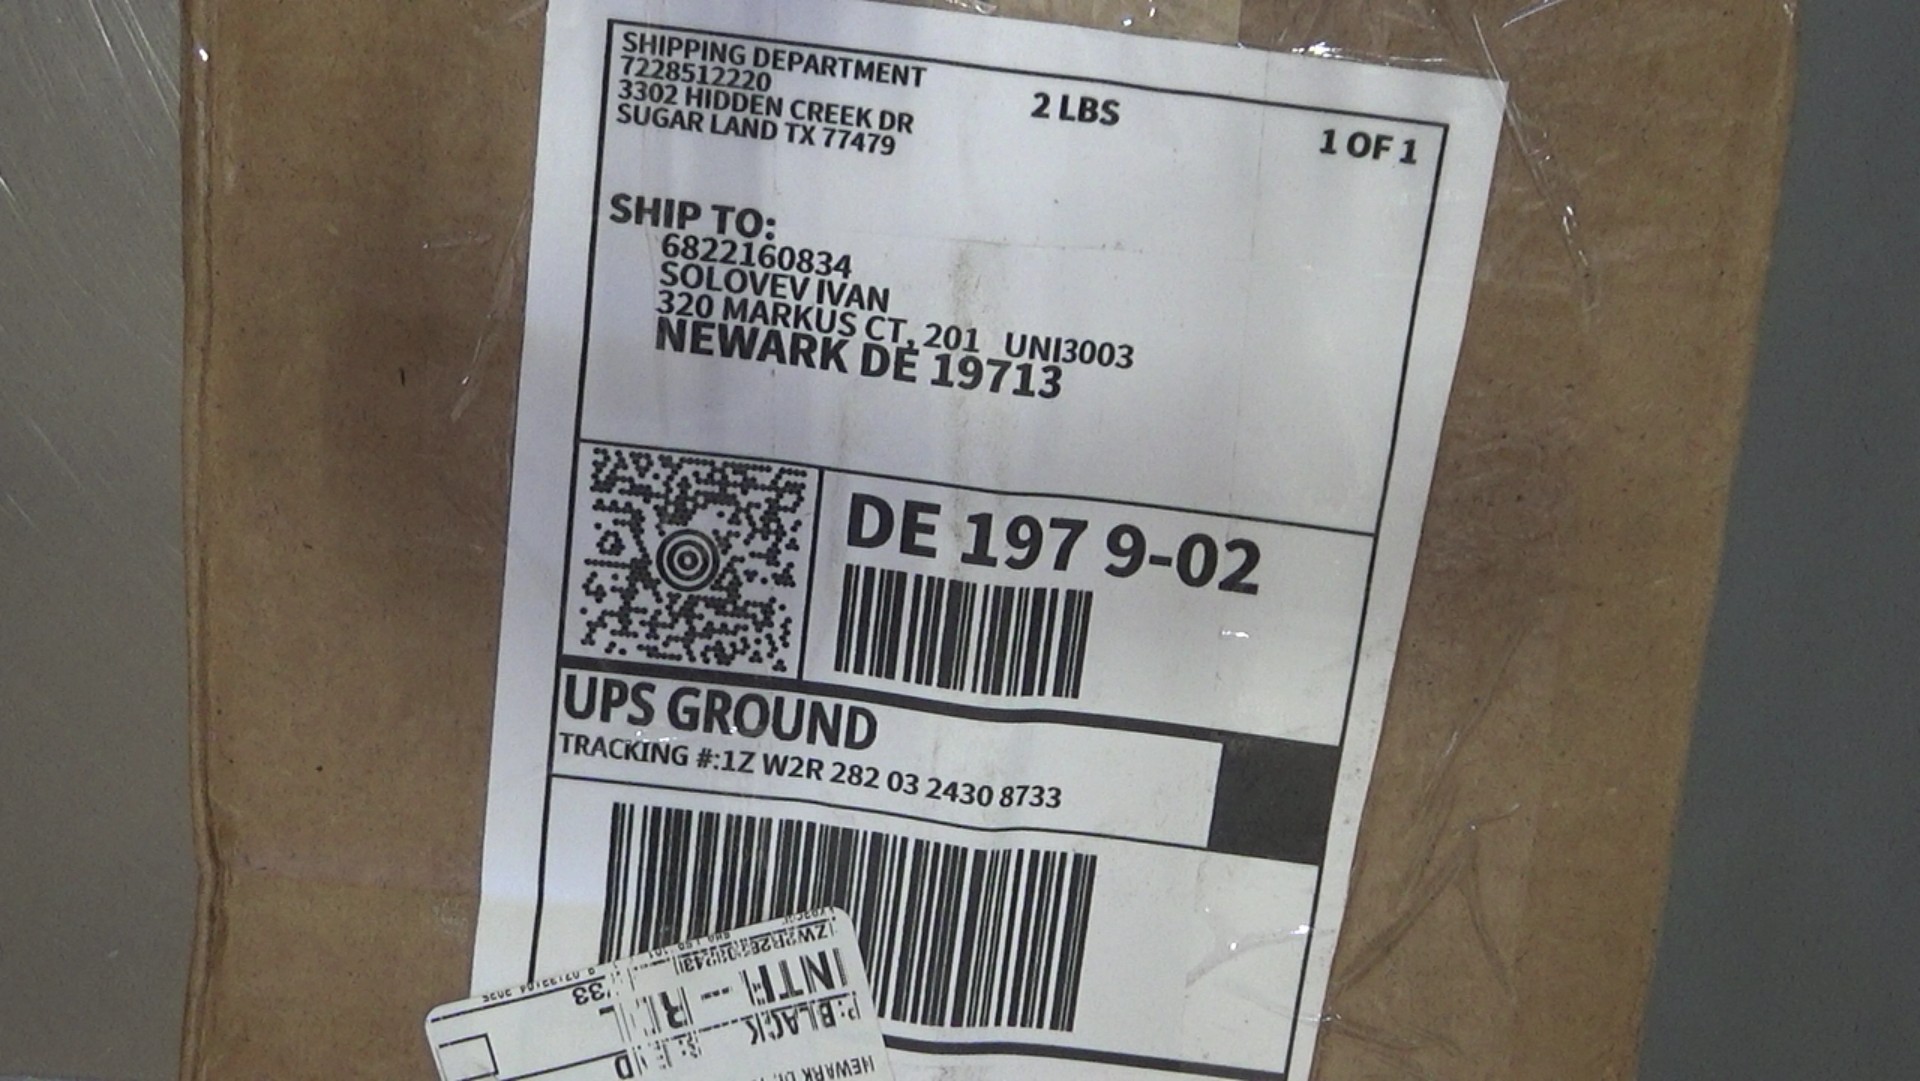 SHIPPING DEPARTMENT
7228512220
3302 HIDDEN CREEK DR
SUGAR LAND TX 77479
2 LBS
1 OF 1
SHIP TO:
6822160834
SOLOVEV IVAN
320 MARKUS CT, 201 UNI3003
NEWARK DE 19713
DE 197 9-02
UPS GROUND
TRACKING #:1Z W2R 282 03 2430 8733
P: BLACK